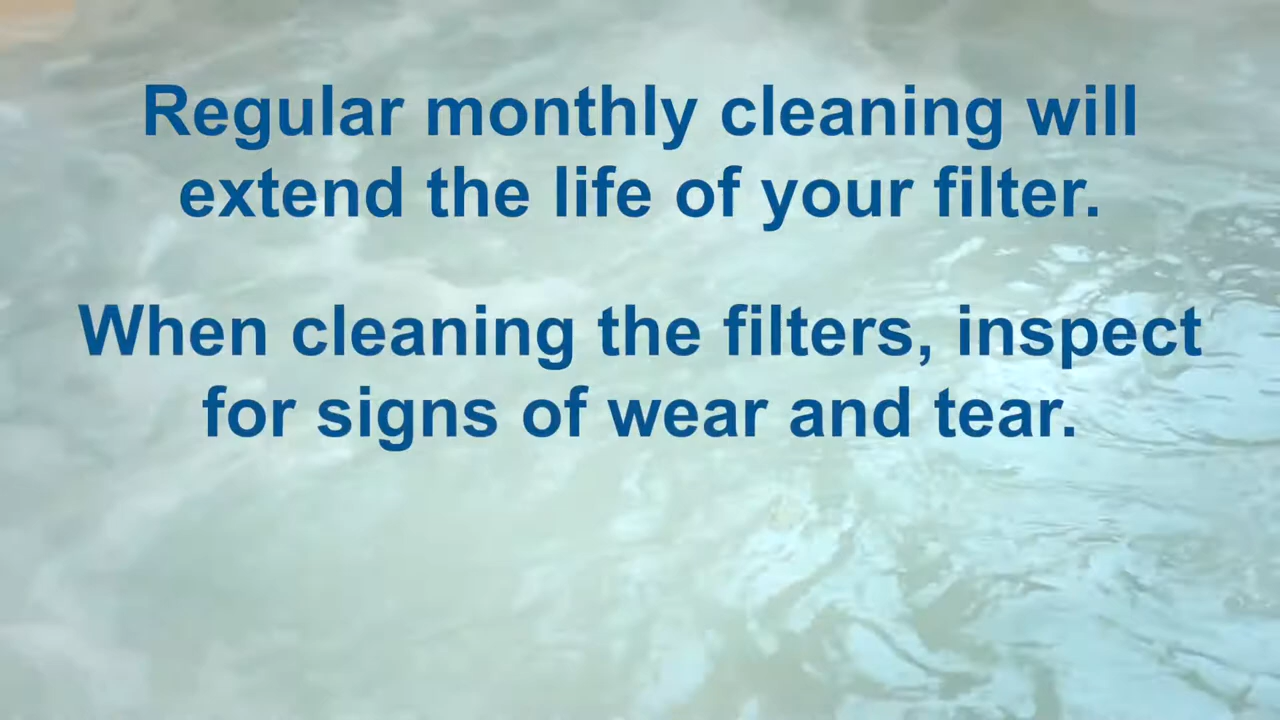 Regular monthly cleaning will
extend the life of your filter.
When cleaning the filters, inspect
for signs of wear and tear.